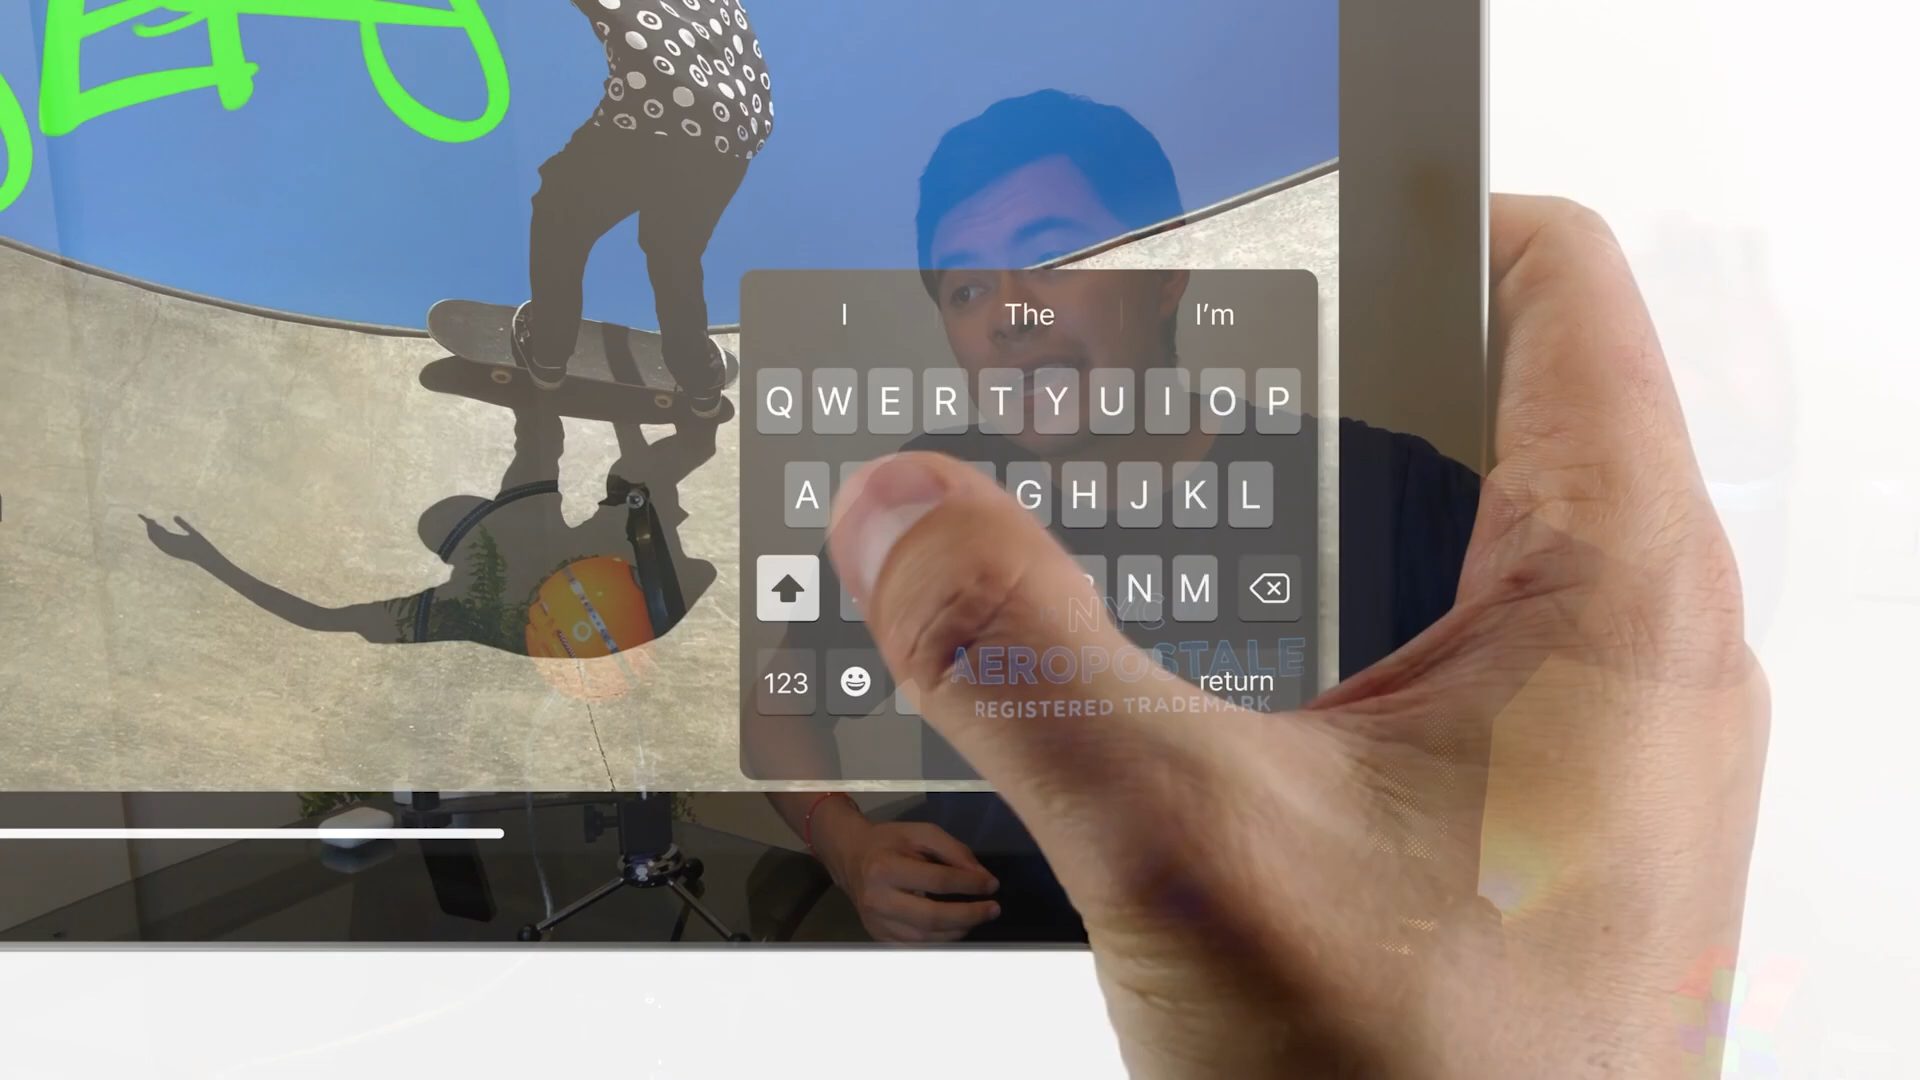 I The I'm
Q W E R T Y U I O P
A G H J K L
N M
NYC
AEROPOSTALE
123 return
REGISTERED TRADEMARK